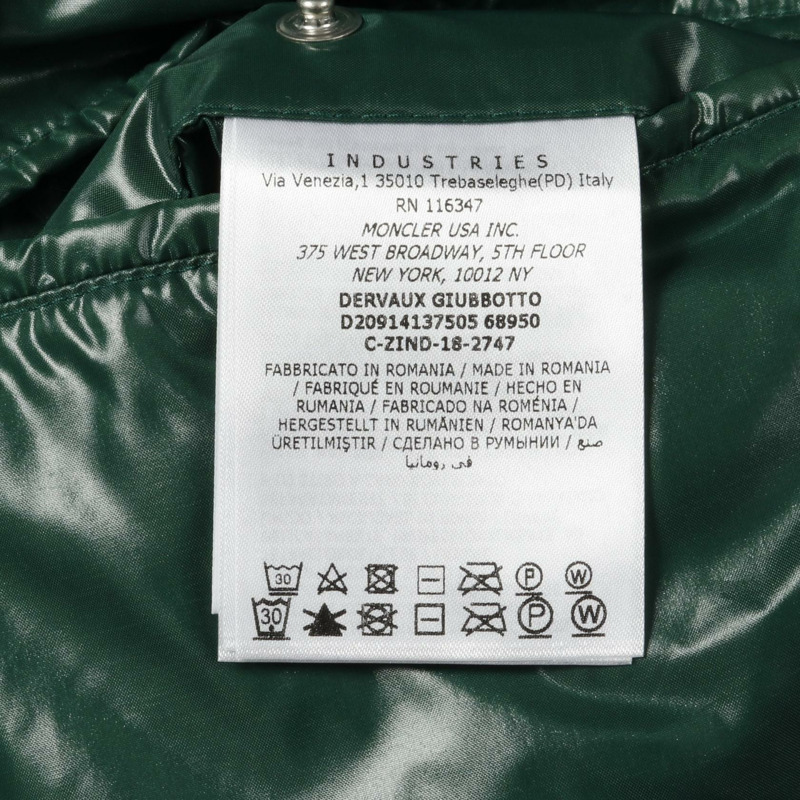 INDUSTRIES
Via Venezia,1 35010 Trebaseleghe(PD) Italy
RN 116347
MONCLER USA INC.
375 WEST BROADWAY, 5TH FLOOR
NEW YORK, 10012 NY
DERVAUX GIUBBOTTO
D20914137505 68950
C-ZIND-18-2747
FABBRICATO IN ROMANIA / MADE IN ROMANIA
/ FABRIQUÉ EN ROUMANIE / HECHO EN
RUMANIA / FABRICADO NA ROMÉNIA /
HERGESTELLT IN RUMÄNIEN / ROMANYA'DA
ÜRETILMIŞTIR / СДЕЛАНО В РУМЫНИИ / صنع
في رومانيا
30 P W
30 P W